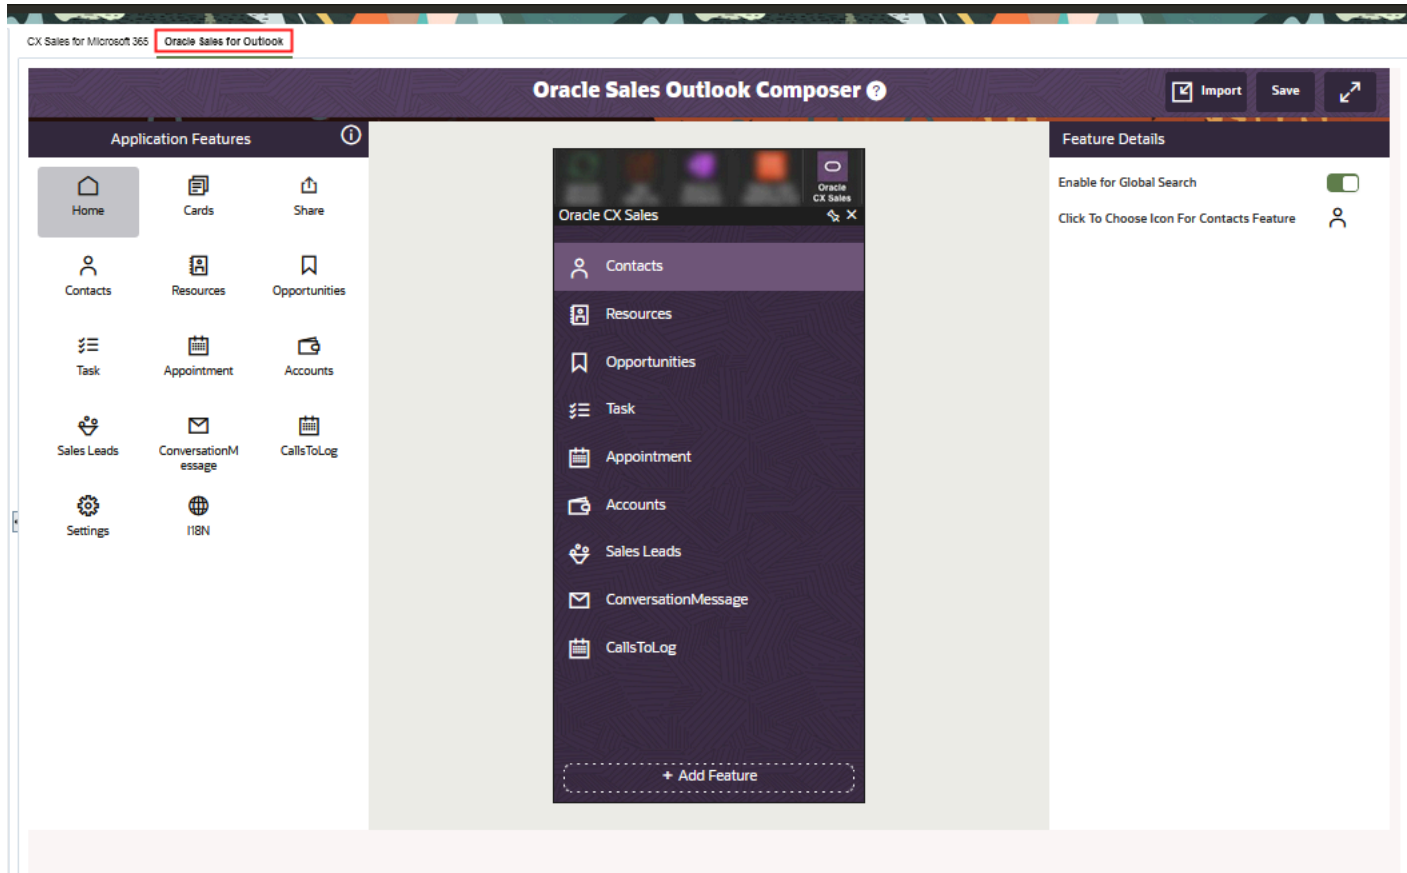 CX Sales for Microsoft 365 Oracle Sales for Outlook
Oracle Sales Outlook Composer ?
Import Save
Application Features
Home Cards Share
Contacts Resources Opportunities
Task Appointment Accounts
Sales Leads ConversationM CallsToLog
essage
Settings I18N
Oracle
CX Sales
Oracle CX Sales
Contacts
Resources
Opportunities
Task
Appointment
Accounts
Sales Leads
ConversationMessage
CallsToLog
+ Add Feature
Feature Details
Enable for Global Search
Click To Choose Icon For Contacts Feature